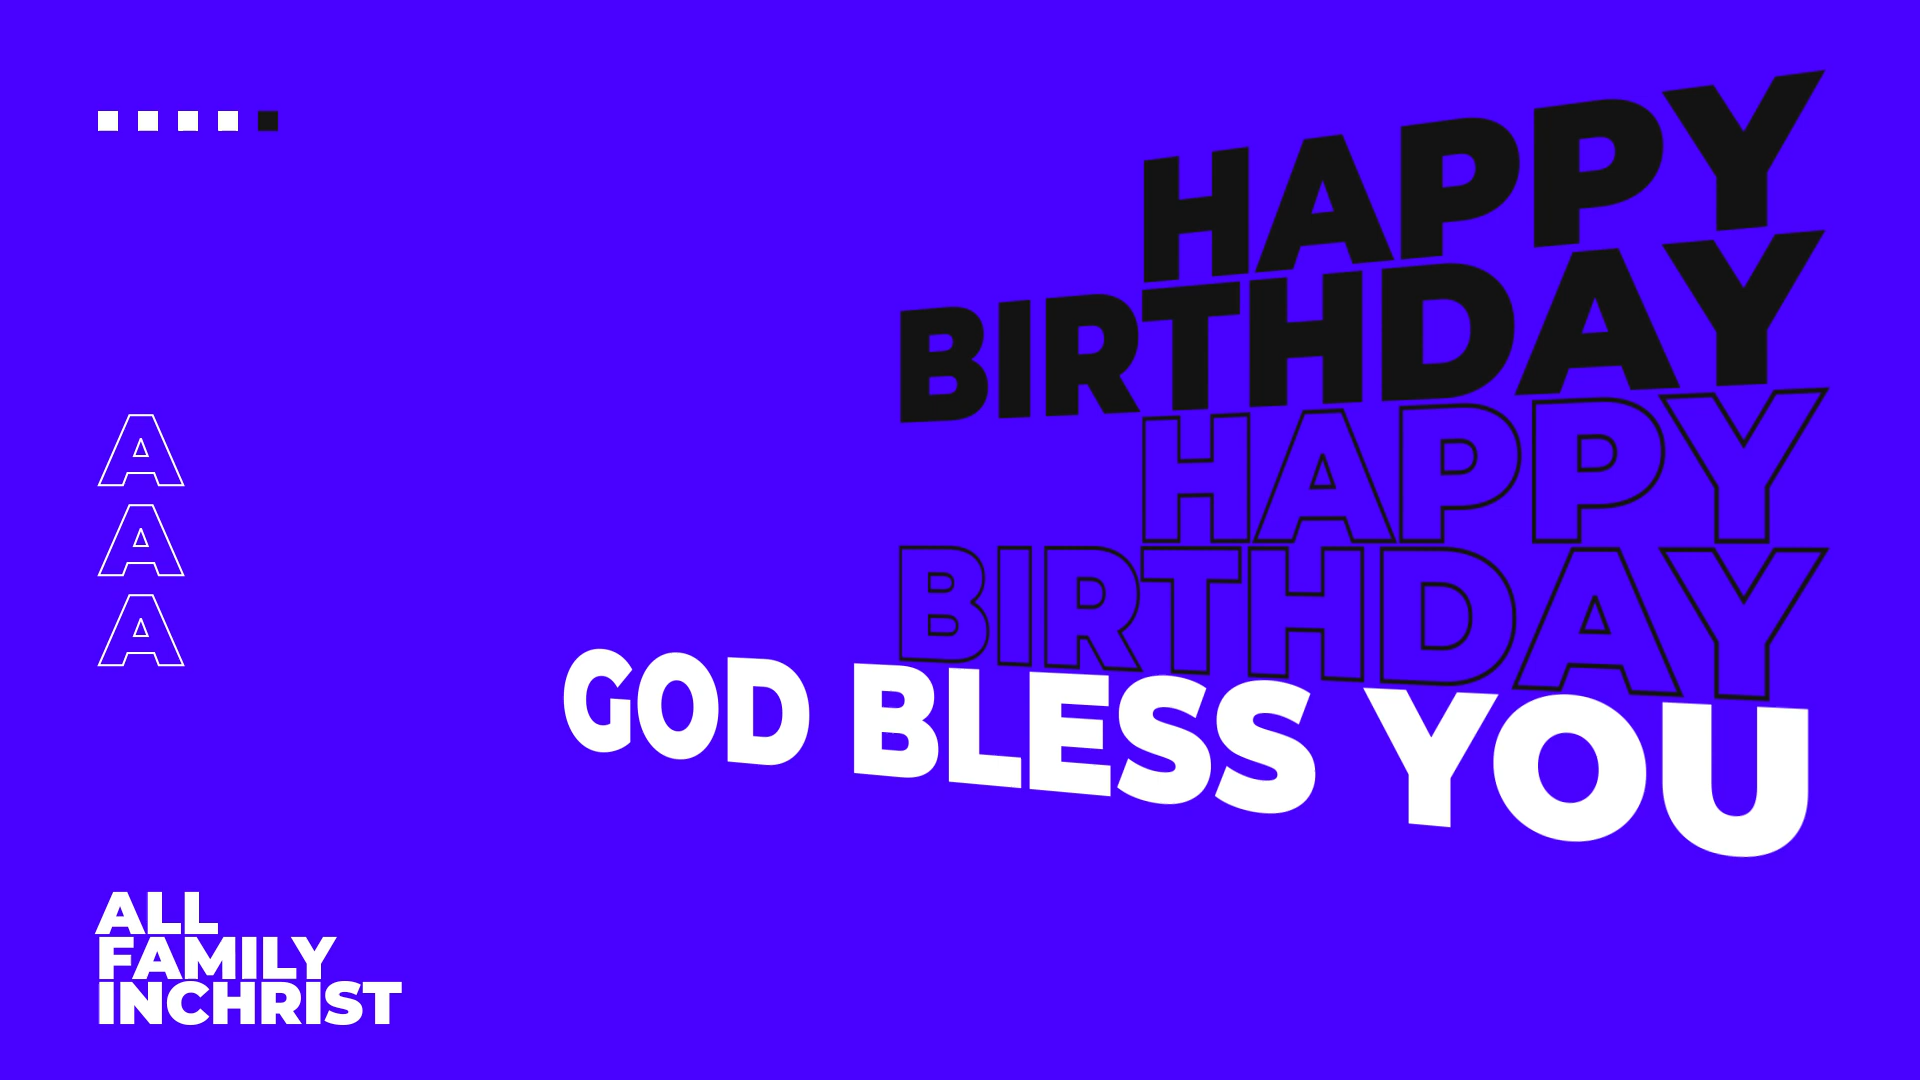 HAPPY
BIRTHDAY
HAPPY
BIRTHDAY
GOD BLESS YOU
A
A
A
ALL
FAMILY
INCHRIST